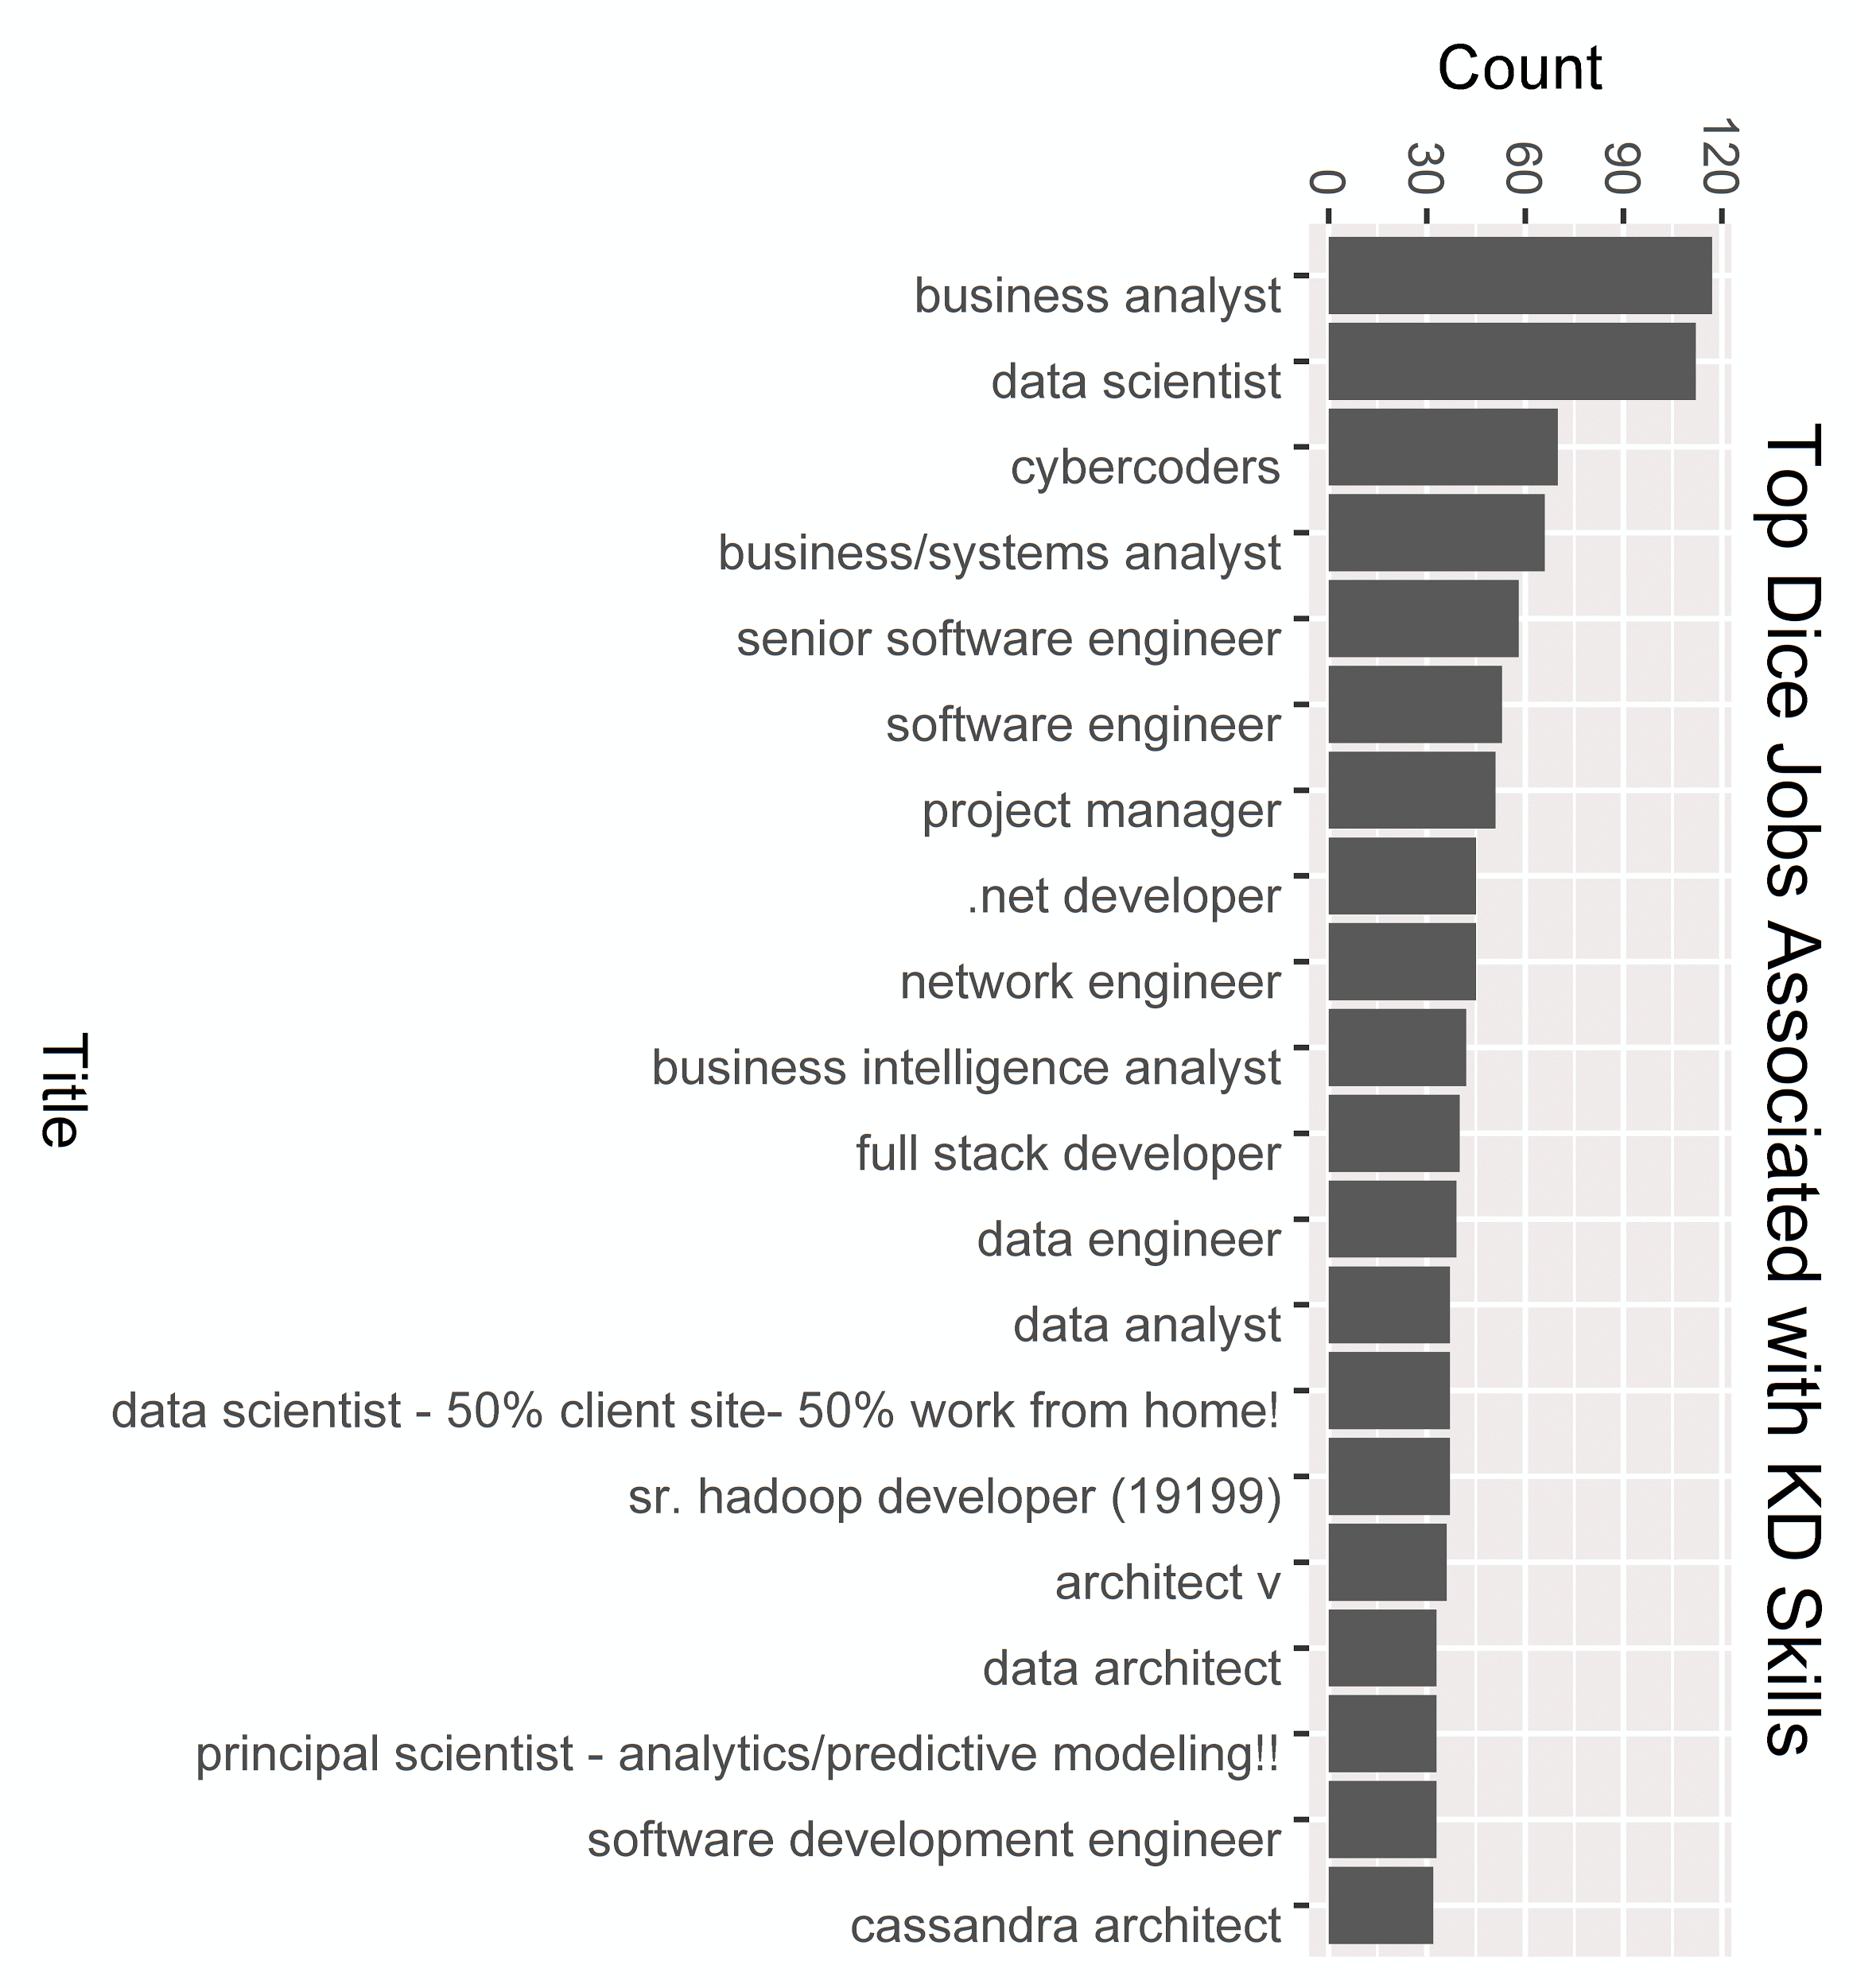 Top Dice Jobs Associated with KD Skills
Count
0
30
60
90
120
business analyst
data scientist
cybercoders
business/systems analyst
senior software engineer
software engineer
project manager
.net developer
network engineer
business intelligence analyst
full stack developer
data engineer
data analyst
data scientist - 50% client site- 50% work from home!
sr. hadoop developer (19199)
architect v
data architect
principal scientist - analytics/predictive modeling!!
software development engineer
cassandra architect
Title